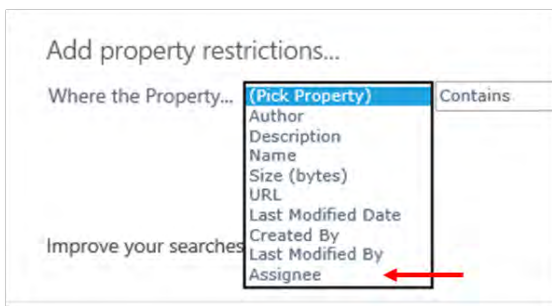 Add property restrictions...
Where the Property... (Pick Property) Contains
Author
Description
Name
Size (bytes)
URL
Last Modified Date
Created By
Last Modified By
Assignee
Improve your searches